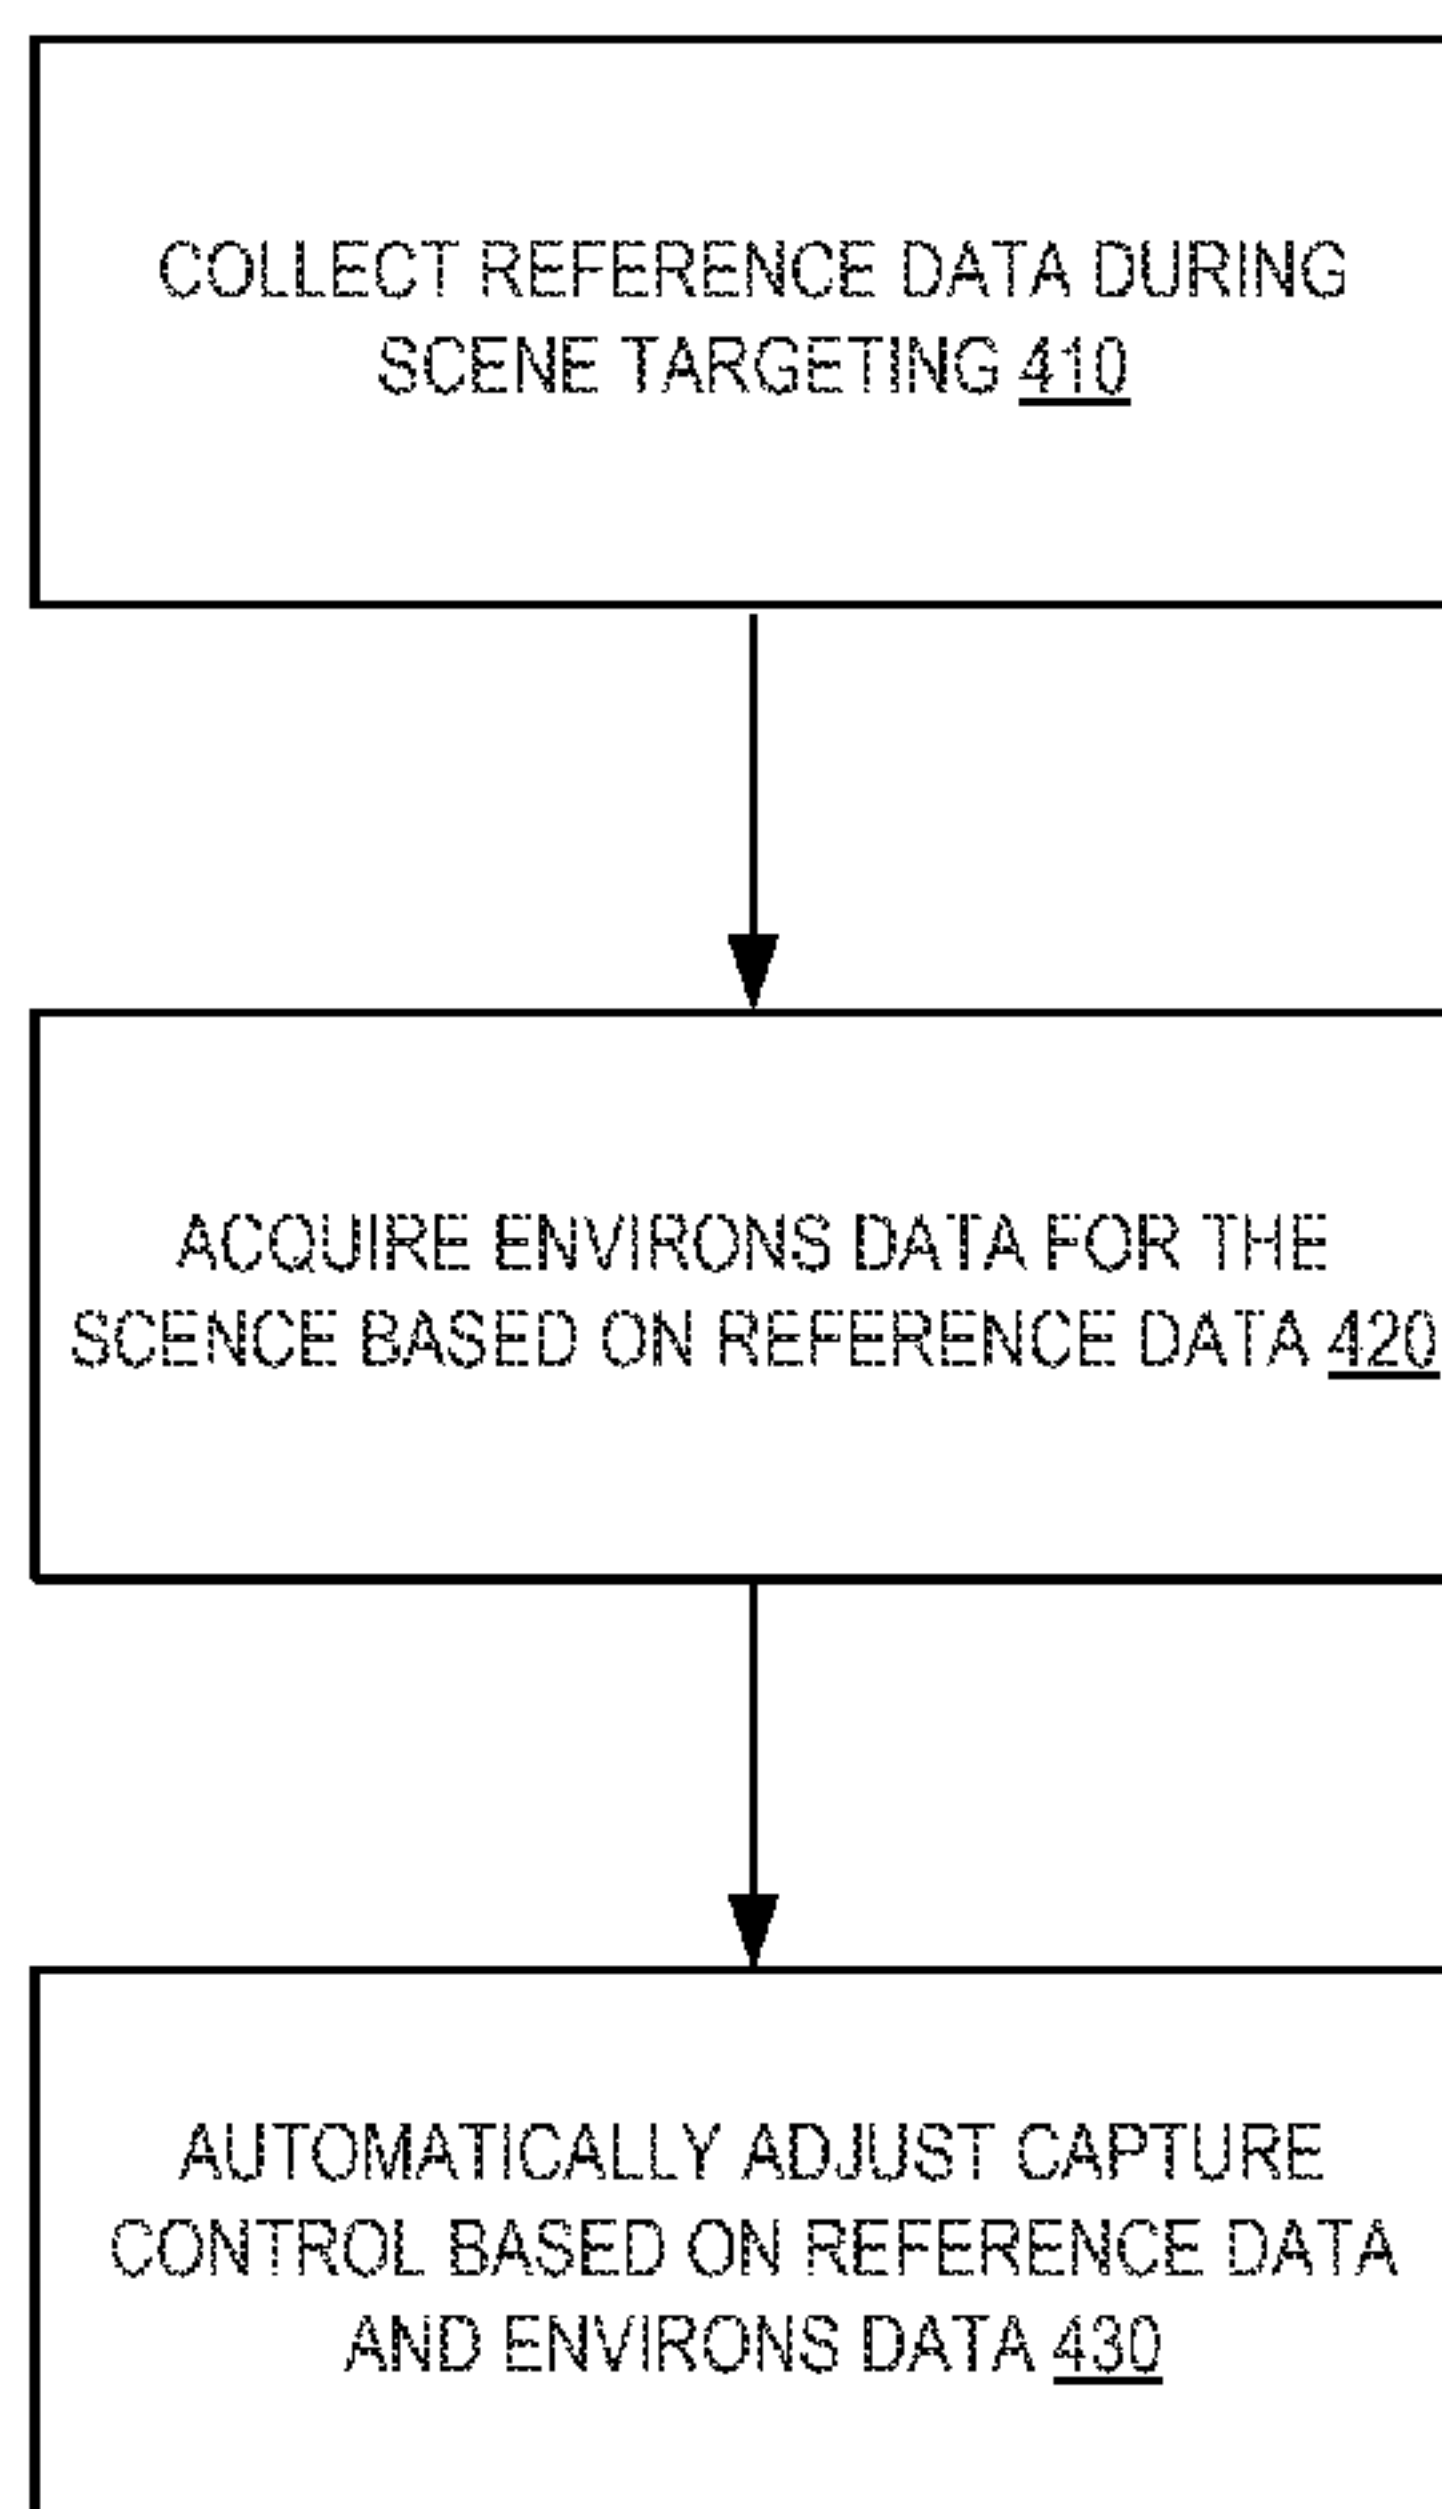 COLLECT REFERENCE DATA DURING
SCENE TARGETING 410
ACQUIRE ENVIRONS DATA FOR THE
SCENCE BASED ON REFERENCE DATA 420
AUTOMATICALLY ADJUST CAPTURE
CONTROL BASED ON REFERENCE DATA
AND ENVIRONS DATA 430